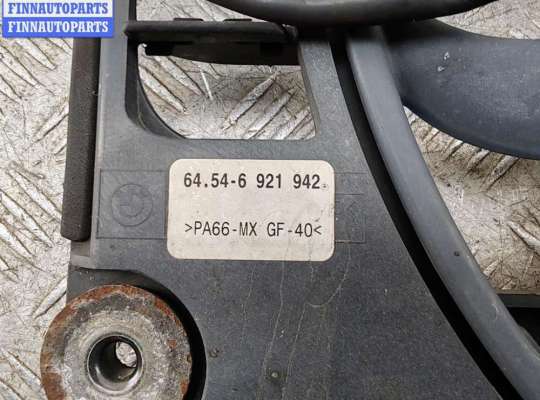 FINNAUTOPARTS
FINNAUTOPARTS
64.54-6 921 942
>PA66-MX GF-40<